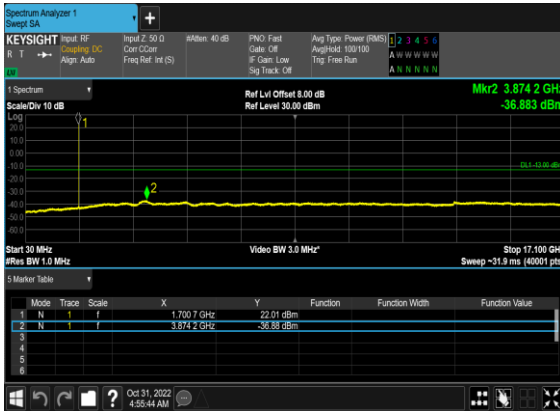 Spectrum Analyzer 1
Swept SA
+
KEYSIGHT Input: RF Input Z: 50 Ω #Atten: 40 dB PNO: Fast Avg Type: Power (RMS) 1 2 3 4 5 6
R T Coupling: DC Corr CCorr Gate: Off Avg|Hold: 100/100 A W W W W W
Align: Auto Freq Ref: Int (S) IF Gain: Low Trig: Free Run
Sig Track: Off A N N N N N
1 Spectrum Ref Lvl Offset 8.00 dB Mkr2 3.874 2 GHz
Scale/Div 10 dB Ref Level 30.00 dBm -36.883 dBm
Log
20.0 1
10.0
0.00
-10.0 DL1 -13.00 dBm
-20.0
-30.0 2
-40.0
-50.0
-60.0
Start 30 MHz Video BW 3.0 MHz* Stop 17.100 GHz
#Res BW 1.0 MHz Sweep ~31.9 ms (40001 pts)
5 Marker Table
Mode Trace Scale X Y Function Function Width Function Value
1 N 1 f 1.700 7 GHz 22.01 dBm
2 N 1 f 3.874 2 GHz -36.88 dBm
3
4
5
6
? Oct 31, 2022
4:55:44 AM